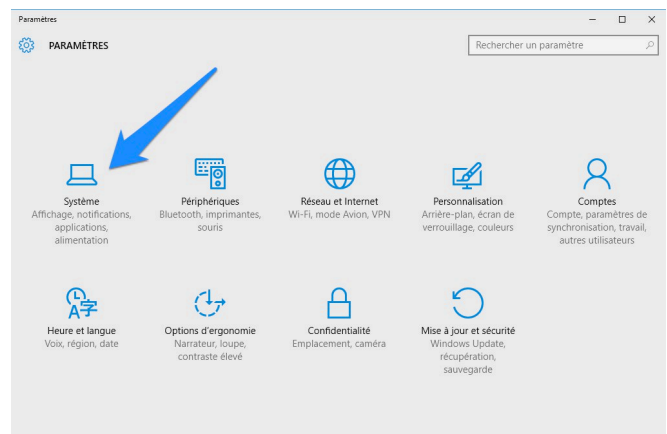 Paramètres
PARAMÈTRES
Rechercher un paramètre
Système
Affichage, notifications,
applications,
alimentation
Périphériques
Bluetooth, imprimantes,
souris
Réseau et Internet
Wi-Fi, mode Avion, VPN
Personnalisation
Arrière-plan, écran de
verrouillage, couleurs
Comptes
Compte, paramètres de
synchronisation, travail,
autres utilisateurs
Heure et langue
Voix, région, date
Options d'ergonomie
Narrateur, loupe,
contraste élevé
Confidentialité
Emplacement, caméra
Mise à jour et sécurité
Windows Update,
récupération,
sauvegarde